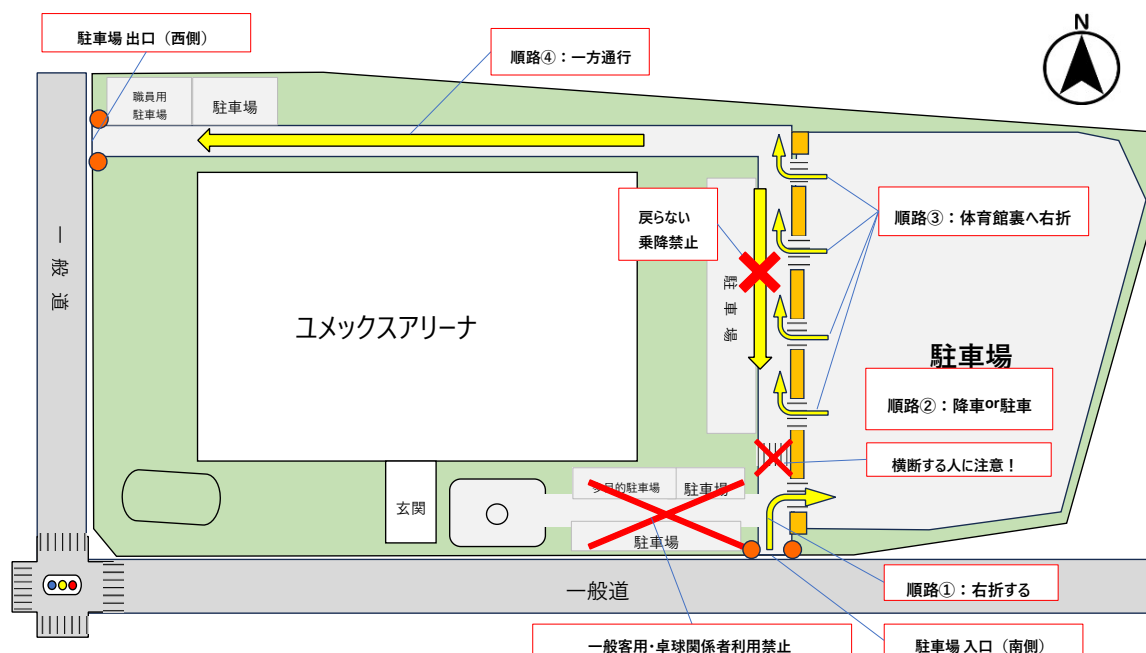 駐車場 出口（西側）
順路④：一方通行
N
職員用
駐車場
駐車場
戻らない
乗降禁止
順路③：体育館裏へ右折
一般道
駐車場
ユメックスアリーナ
駐車場
順路②：降車or駐車
横断する人に注意！
多目的駐車場
駐車場
玄関
駐車場
一般道
順路①：右折する
一般客用・卓球関係者利用禁止
駐車場 入口（南側）